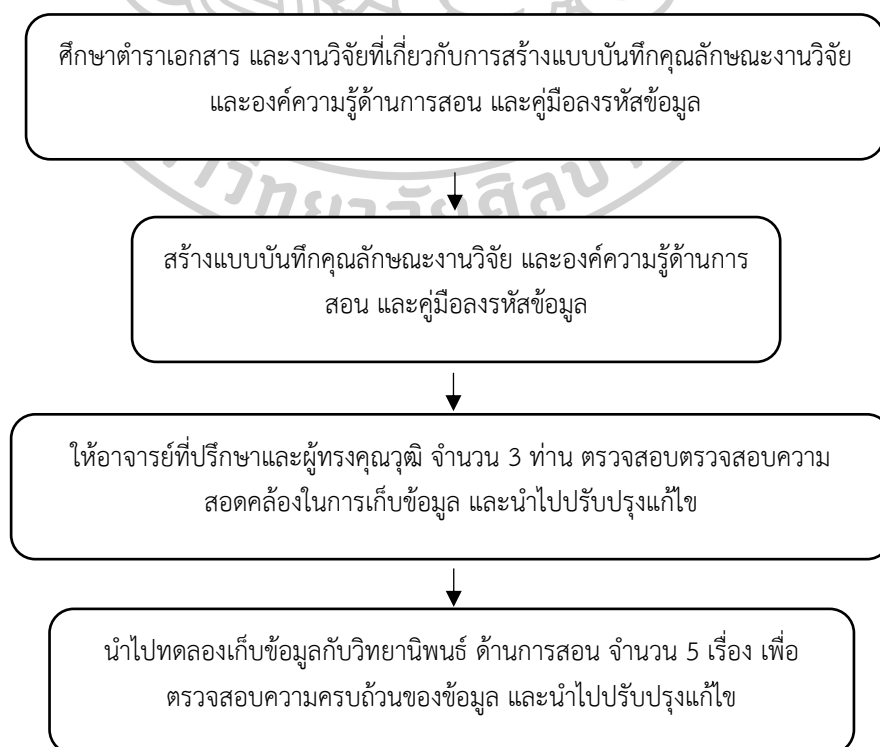 ศึกษาตำราเอกสาร และงานวิจัยที่เกี่ยวกับการสร้างแบบบันทึกคุณลักษณะงานวิจัย
และองค์ความรู้ด้านการสอน และคู่มือลงรหัสข้อมูล
สร้างแบบบันทึกคุณลักษณะงานวิจัย และองค์ความรู้ด้านการ
สอน และคู่มือลงรหัสข้อมูล
ให้อาจารย์ที่ปรึกษาและผู้ทรงคุณวุฒิ จำนวน 3 ท่าน ตรวจสอบตรวจสอบความ
สอดคล้องในการเก็บข้อมูล และนำไปปรับปรุงแก้ไข
นำไปทดลองเก็บข้อมูลกับวิทยานิพนธ์ ด้านการสอน จำนวน 5 เรื่อง เพื่อ
ตรวจสอบความครบถ้วนของข้อมูล และนำไปปรับปรุงแก้ไข